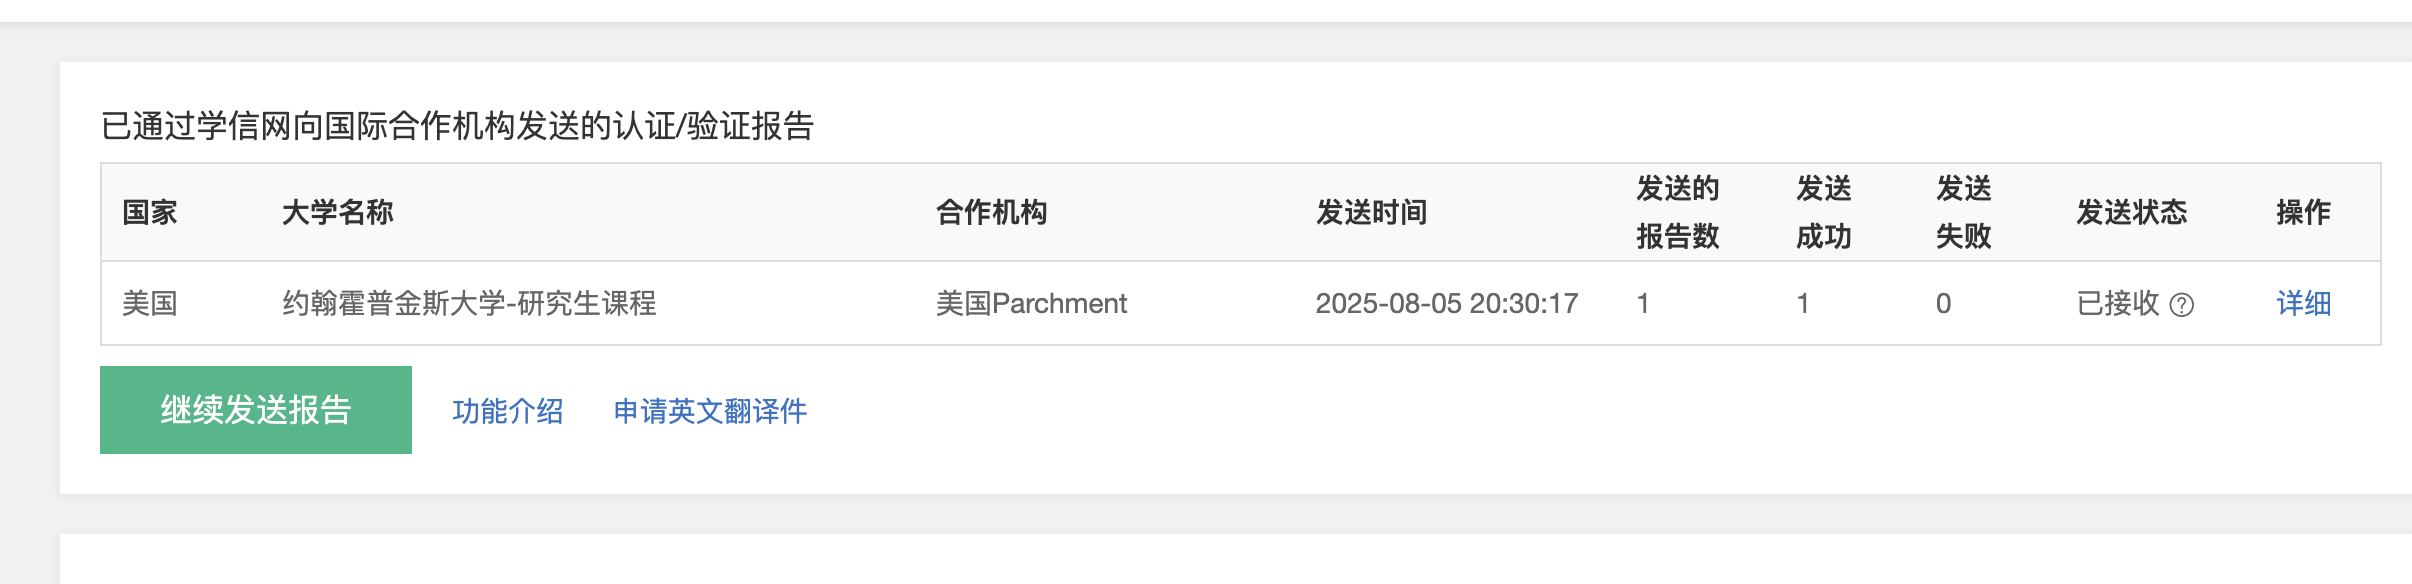 已通过学信网向国际合作机构发送的认证/验证报告
国家 大学名称 合作机构 发送时间 发送的报告数 发送成功 发送失败 发送状态 操作
美国 约翰霍普金斯大学-研究生课程 美国Parchment 2025-08-05 20:30:17 1 1 0 已接收 ? 详细
继续发送报告 功能介绍 申请英文翻译件